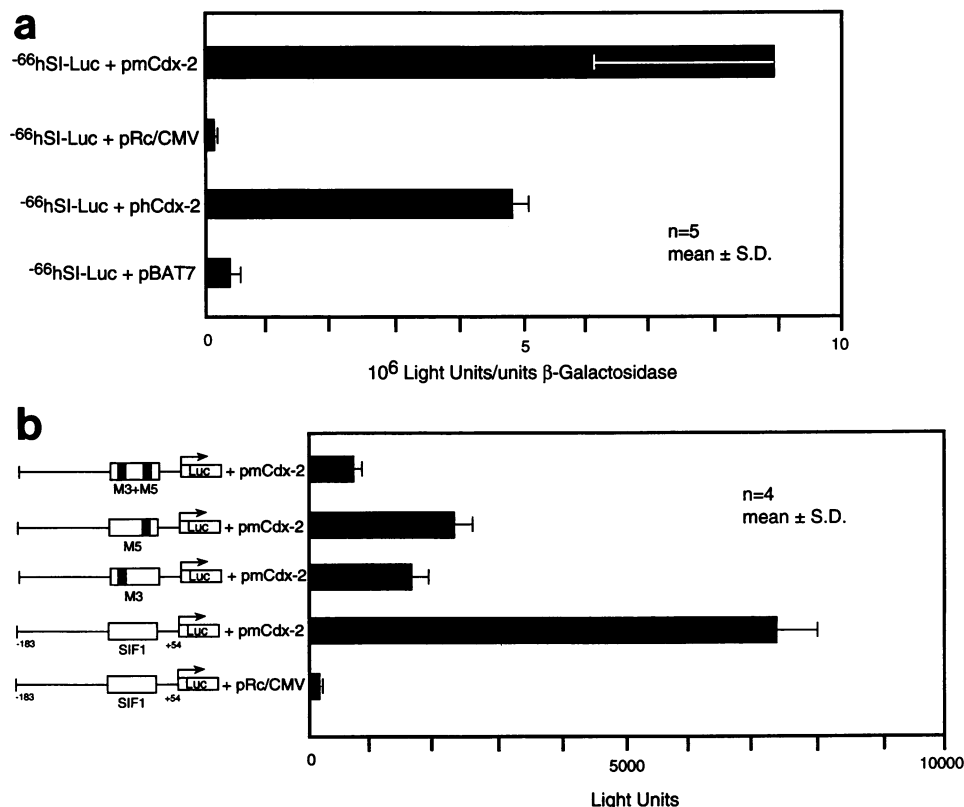 a
-66hSI-Luc + pmCdx-2
-66hSI-Luc + pRc/CMV
-66hSI-Luc + phCdx-2
-66hSI-Luc + pBAT7
n=5
mean ± S.D.
0 5 10
10⁶ Light Units/units β-Galactosidase
b
Luc + pmCdx-2
M3+M5
Luc + pmCdx-2
M5
Luc + pmCdx-2
M3
Luc + pmCdx-2
-183 SIF1 +54
Luc + pRc/CMV
-183 SIF1 +54
n=4
mean ± S.D.
0 5000 10000
Light Units